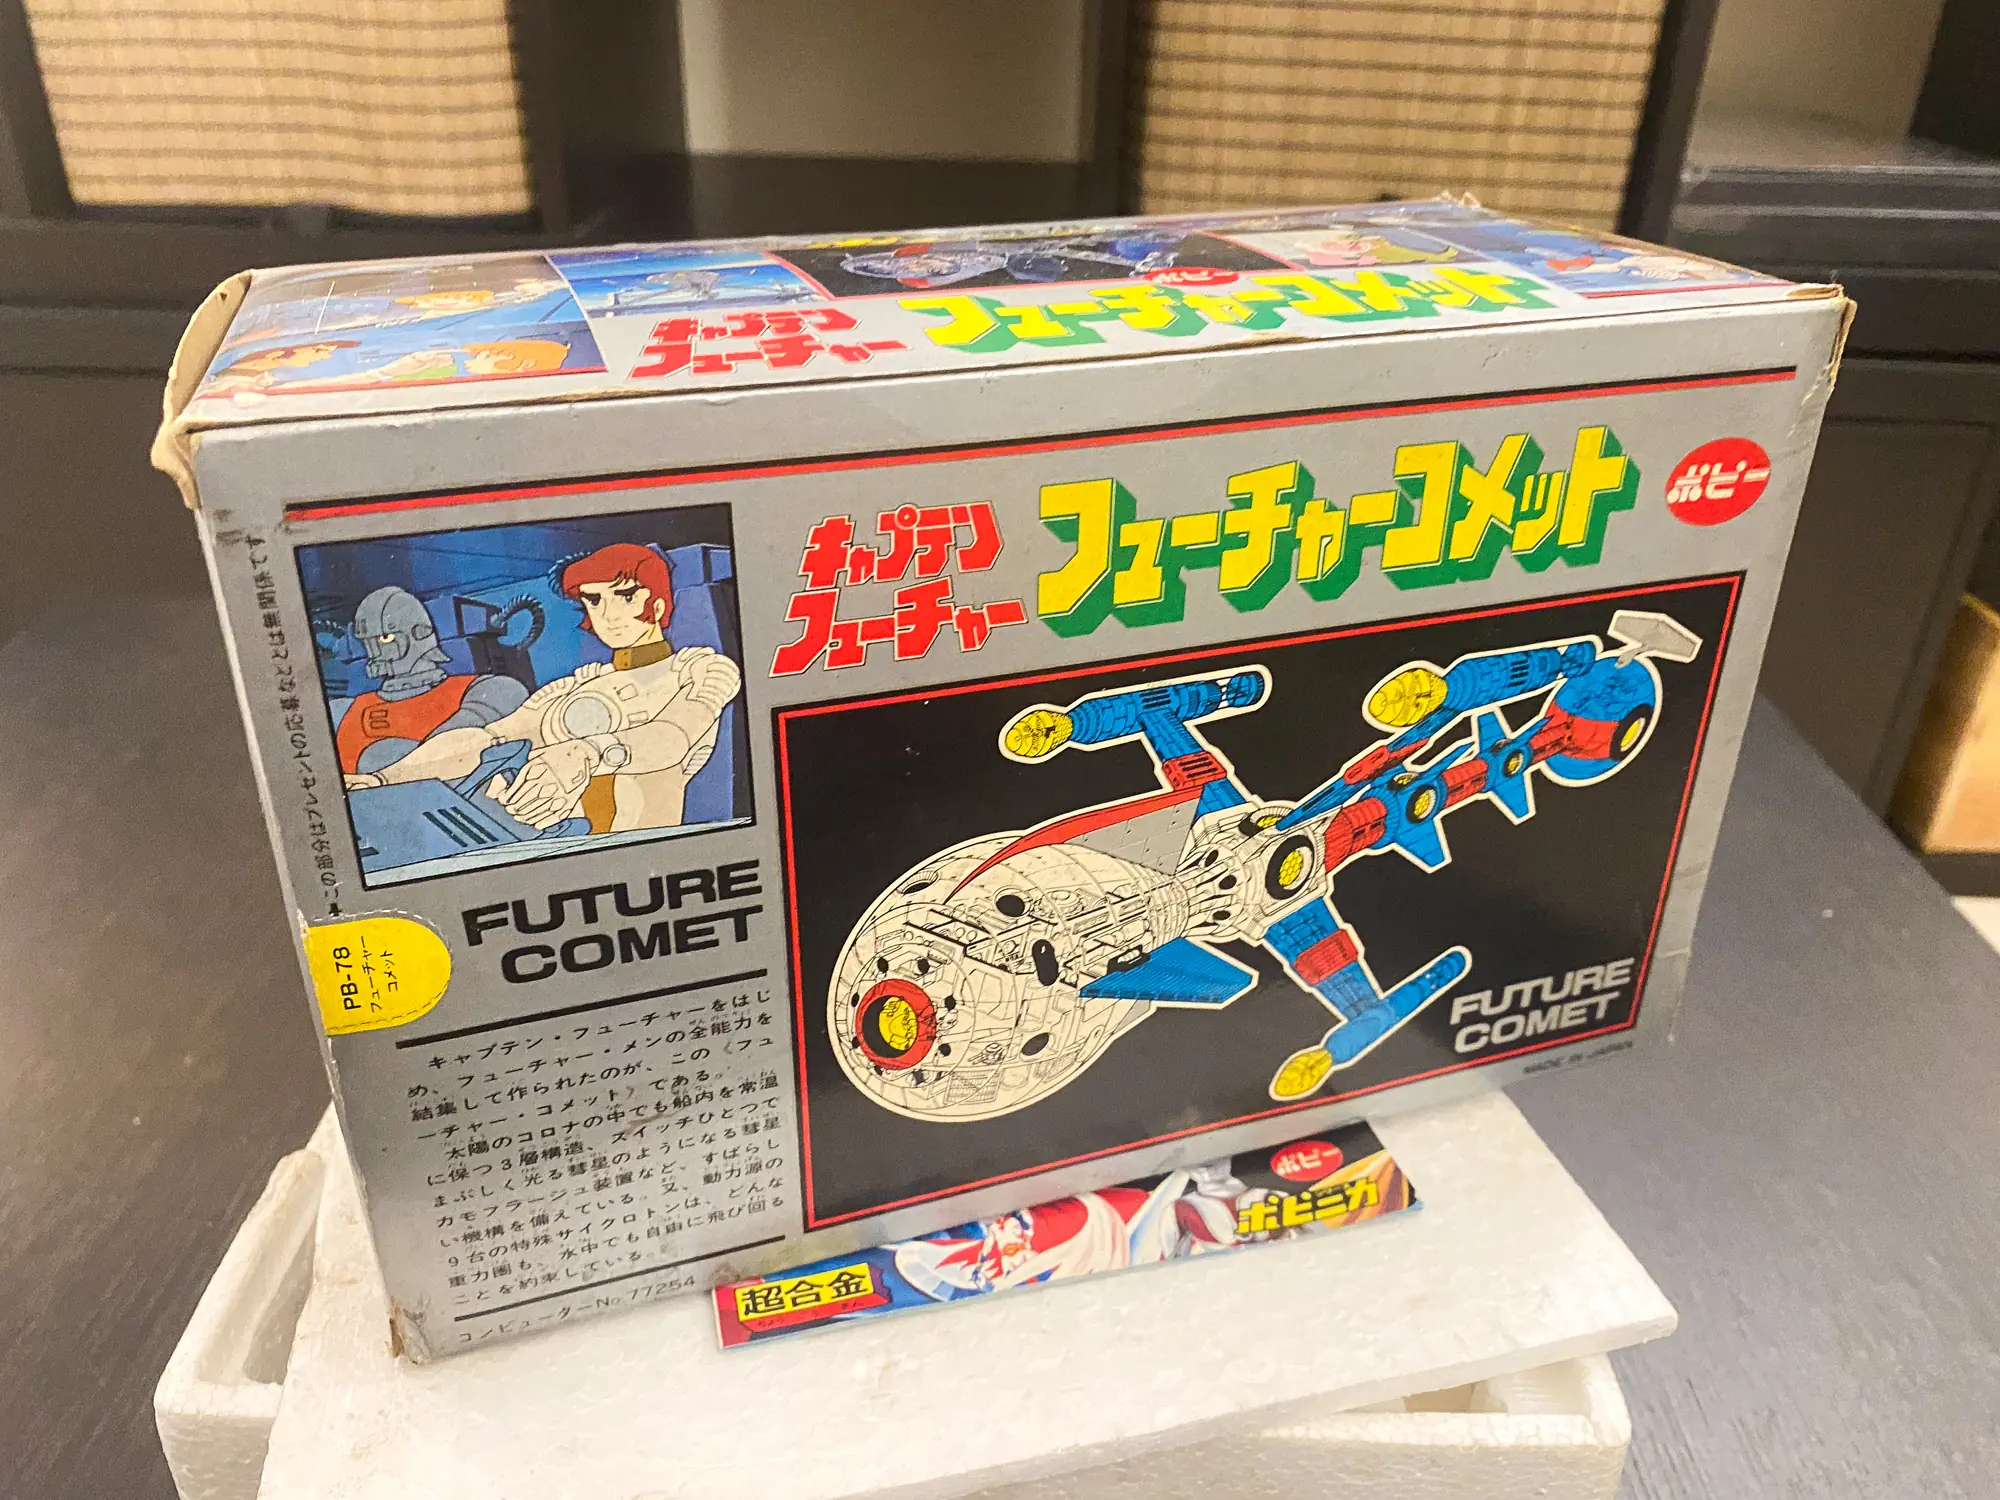 キャプテン
フューチャー
フューチャーコメット
ポピー
キャプテン
フューチャー
フューチャーコメット
ポピー
←この部分はプレゼントの応募などとは無関係です
FUTURE
COMET
PB-78
フューチャー
コメット
キャプテン・フューチャーをはじ
め、フューチャー・メンの全能力を
結集して作られたのが、この〈フュ
ーチャー・コメット〉である。
太陽のコロナの中でも船内を常温
に保つ3層構造、スイッチひとつで
まぶしく光る彗星のようになる彗星
カモフラージュ装置など、すばらし
い機構を備えている。又、動力源の
9台の特殊サイクロトンは、どんな
重力圏も、水中でも自由に飛び回る
ことを約束している。
コンピューターNo.77254
FUTURE
COMET
MADE IN JAPAN
ポピー
ポピニカ
超合金
ちょうごうきん